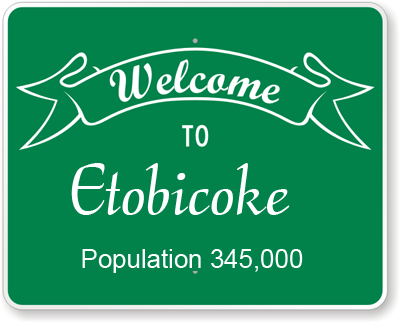 Welcome
TO
Etobicoke
Population 345,000